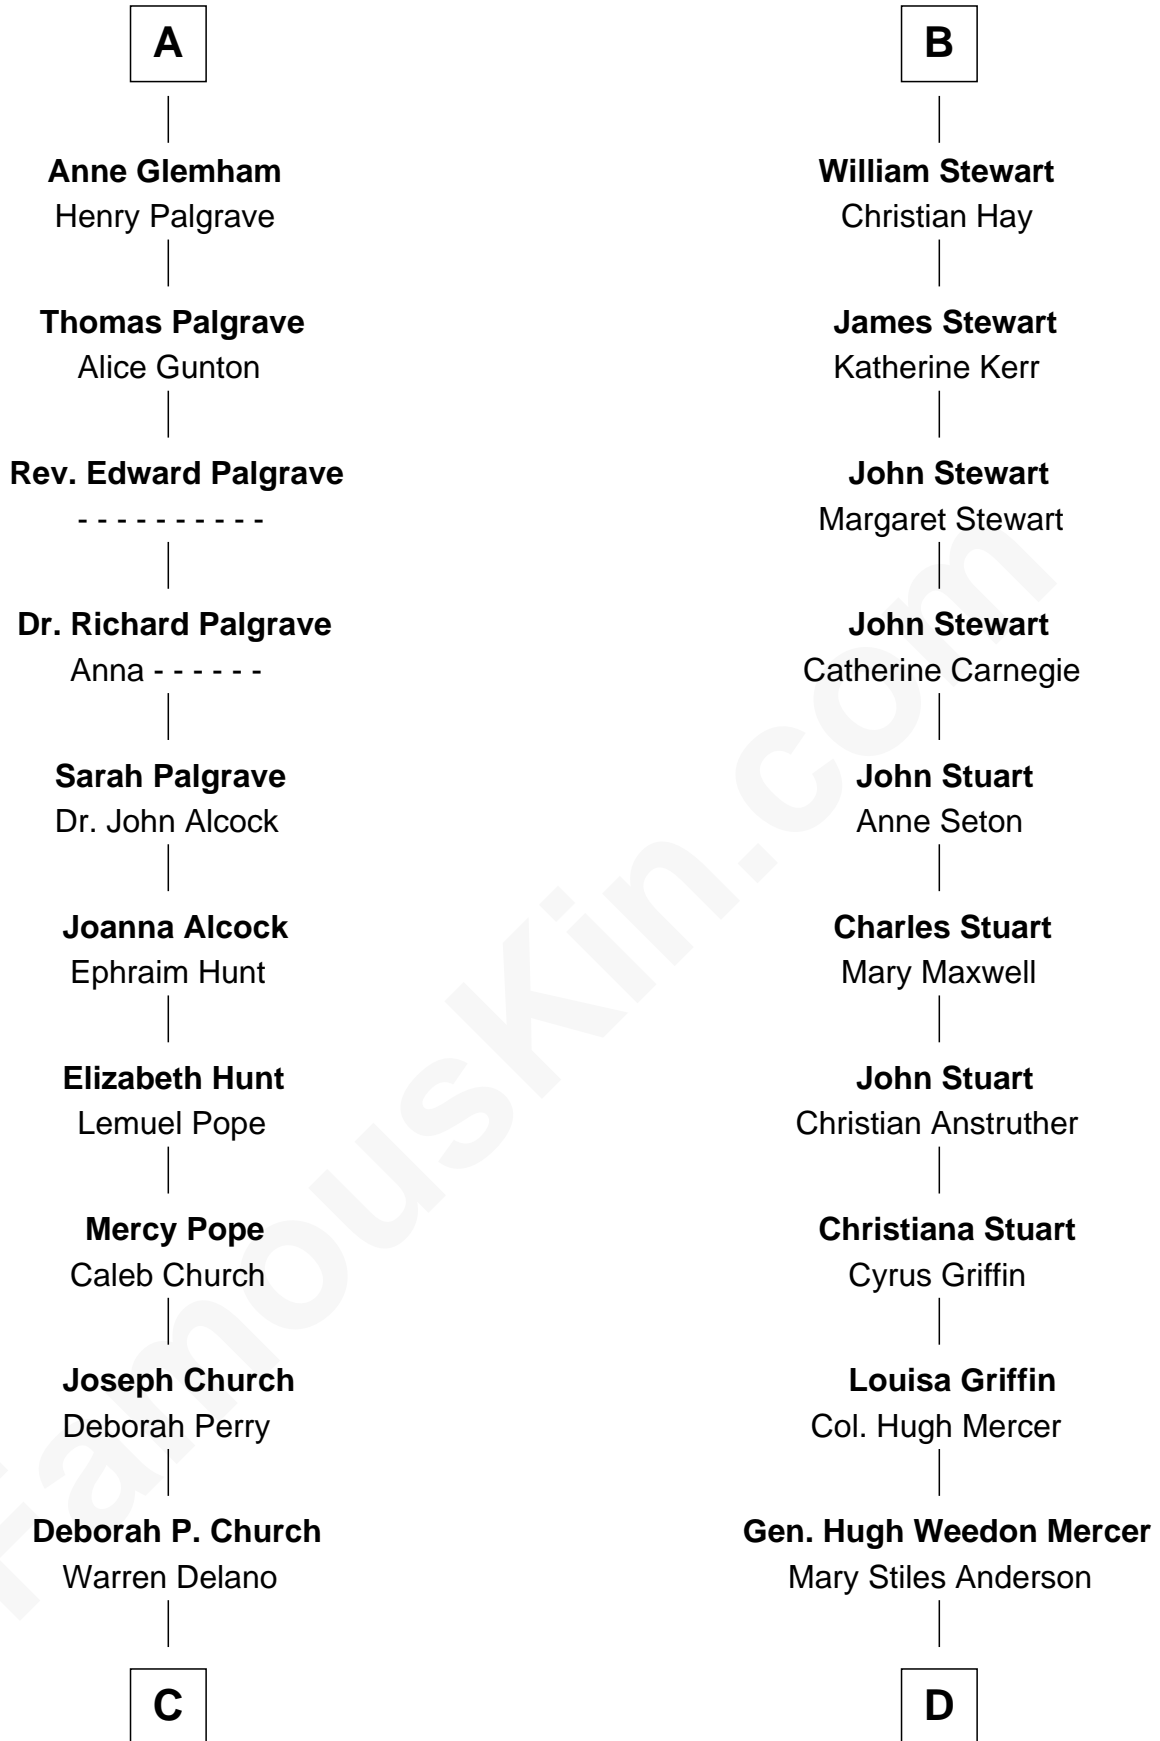 A
Anne Glemham
Henry Palgrave
Thomas Palgrave
Alice Gunton
Rev. Edward Palgrave
- - - - - - - - - -
Dr. Richard Palgrave
Anna - - - - - -
Sarah Palgrave
Dr. John Alcock
Joanna Alcock
Ephraim Hunt
Elizabeth Hunt
Lemuel Pope
Mercy Pope
Caleb Church
Joseph Church
Deborah Perry
Deborah P. Church
Warren Delano
C
B
William Stewart
Christian Hay
James Stewart
Katherine Kerr
John Stewart
Margaret Stewart
John Stewart
Catherine Carnegie
John Stuart
Anne Seton
Charles Stuart
Mary Maxwell
John Stuart
Christian Anstruther
Christiana Stuart
Cyrus Griffin
Louisa Griffin
Col. Hugh Mercer
Gen. Hugh Weedon Mercer
Mary Stiles Anderson
D
FamousKin.com